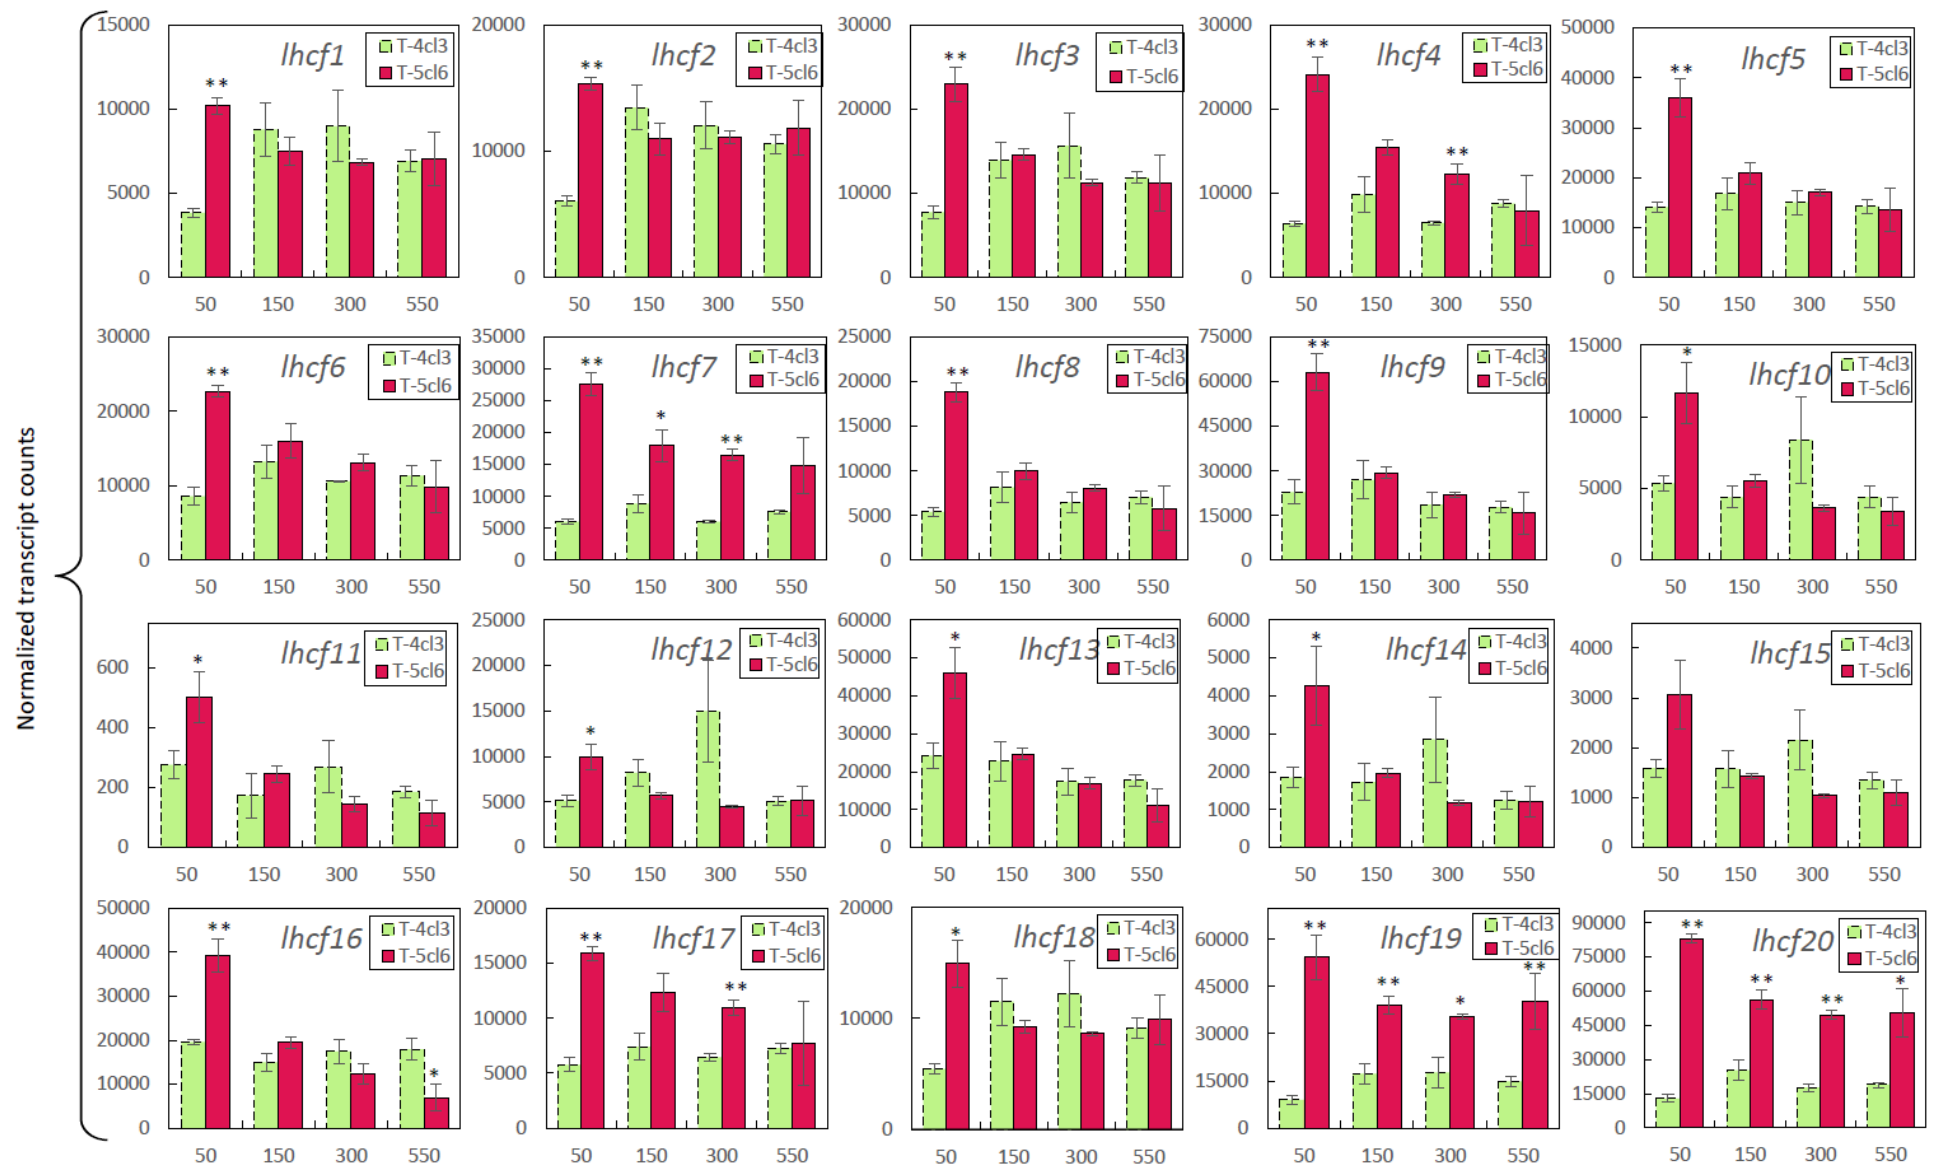 Normalized transcript counts
15000
10000
5000
0
lhcf1
T-4cl3
T-5cl6
**
50 150 300 550
20000
10000
0
lhcf2
T-4cl3
T-5cl6
**
50 150 300 550
30000
20000
10000
0
lhcf3
T-4cl3
T-5cl6
**
50 150 300 550
30000
20000
10000
0
lhcf4
T-4cl3
T-5cl6
**
**
50 150 300 550
50000
40000
30000
20000
10000
0
lhcf5
T-4cl3
T-5cl6
**
50 150 300 550
30000
20000
10000
0
lhcf6
T-4cl3
T-5cl6
**
50 150 300 550
35000
30000
25000
20000
15000
10000
5000
0
lhcf7
T-4cl3
T-5cl6
**
*
**
50 150 300 550
25000
20000
15000
10000
5000
0
lhcf8
T-4cl3
T-5cl6
**
50 150 300 550
75000
60000
45000
30000
15000
0
lhcf9
T-4cl3
T-5cl6
**
50 150 300 550
15000
10000
5000
0
lhcf10
T-4cl3
T-5cl6
*
50 150 300 550
600
400
200
0
lhcf11
T-4cl3
T-5cl6
*
50 150 300 550
25000
20000
15000
10000
5000
0
lhcf12
T-4cl3
T-5cl6
*
50 150 300 550
60000
50000
40000
30000
20000
10000
0
lhcf13
T-4cl3
T-5cl6
*
50 150 300 550
6000
5000
4000
3000
2000
1000
0
lhcf14
T-4cl3
T-5cl6
*
50 150 300 550
4000
3000
2000
1000
0
lhcf15
T-4cl3
T-5cl6
50 150 300 550
50000
40000
30000
20000
10000
0
lhcf16
T-4cl3
T-5cl6
**
*
50 150 300 550
20000
15000
10000
5000
0
lhcf17
T-4cl3
T-5cl6
**
**
50 150 300 550
20000
10000
0
lhcf18
T-4cl3
T-5cl6
*
50 150 300 550
60000
45000
30000
15000
0
lhcf19
T-4cl3
T-5cl6
**
**
*
**
50 150 300 550
90000
75000
60000
45000
30000
15000
0
lhcf20
T-4cl3
T-5cl6
**
**
**
*
50 150 300 550